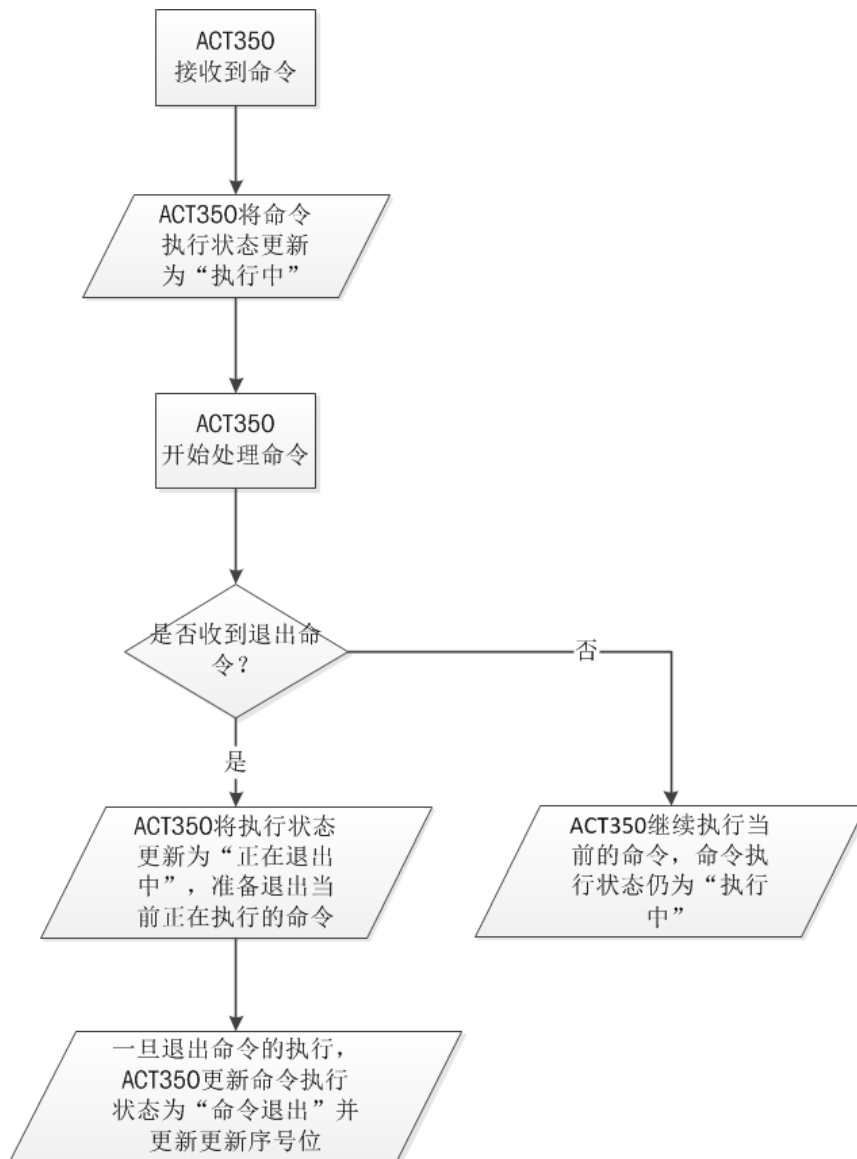 ACT350
接收到命令
ACT350将命令
执行状态更新
为“执行中”
ACT350
开始处理命令
是否收到退出命
令？
否
是
ACT350将执行状态
更新为“正在退出
中”，准备退出当
前正在执行的命令
ACT350继续执行当
前的命令，命令执
行状态仍为“执行
中”
一旦退出命令的执行，
ACT350更新命令执行
状态为“命令退出”并
更新更新序号位